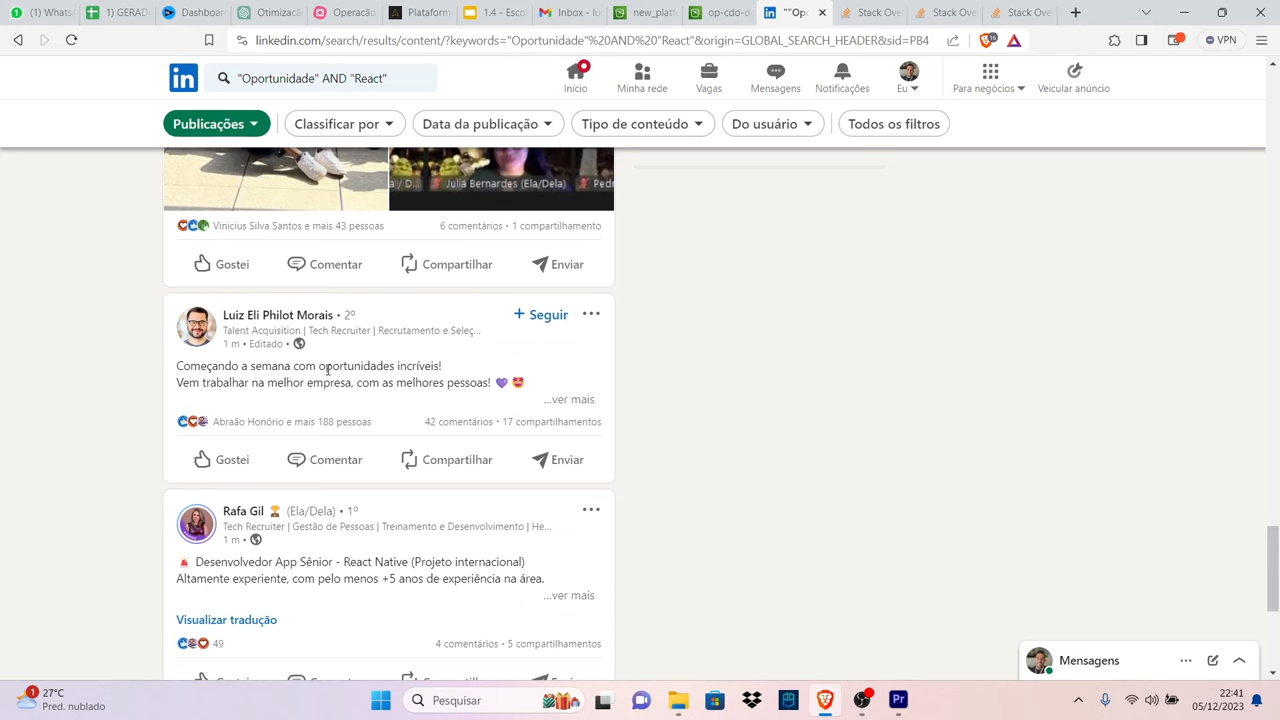 (1) Wha
Dashbo
Otimizaçã
GERAD
Operacão
Plataform
1.4 - Esco
Inbox - lu
new_plat
op-cdo-d
"Opo
Stack Ove
Stack Ove
Stack Ove
linkedin.com/search/results/content/?keywords="Oportunidade"%20AND%20"React"&origin=GLOBAL_SEARCH_HEADER&sid=PB4
VPN
in "Oportunidade" AND "React"
Início
Minha rede
Vagas
Mensagens
Notificações
Eu
Para negócios
Veicular anúncio
Publicações
Classificar por
Data da publicação
Tipo de conteúdo
Do usuário
Todos os filtros
a / D...
Julia Bernardes (Ela/Dela)
Pedr
Vinicius Silva Santos e mais 43 pessoas
6 comentários • 1 compartilhamento
Gostei
Comentar
Compartilhar
Enviar
Luiz Eli Philot Morais • 2º
+ Seguir
Talent Acquisition | Tech Recruiter | Recrutamento e Seleç...
1 m • Editado •
Começando a semana com oportunidades incríveis!
Vem trabalhar na melhor empresa, com as melhores pessoas! 💜 🤩
...ver mais
Abraão Honório e mais 188 pessoas
42 comentários • 17 compartilhamentos
Gostei
Comentar
Compartilhar
Enviar
Rafa Gil (Ela/Dela) • 1º
Tech Recruiter | Gestão de Pessoas | Treinamento e Desenvolvimento | He...
1 m •
🚨 Desenvolvedor App Sênior - React Native (Projeto internacional)
Altamente experiente, com pelo menos +5 anos de experiência na área.
...ver mais
Visualizar tradução
49
4 comentários • 5 compartilhamentos
Mensagens
27°C
Pred. nublado
Pesquisar
Pr
02:41
05/12/2023